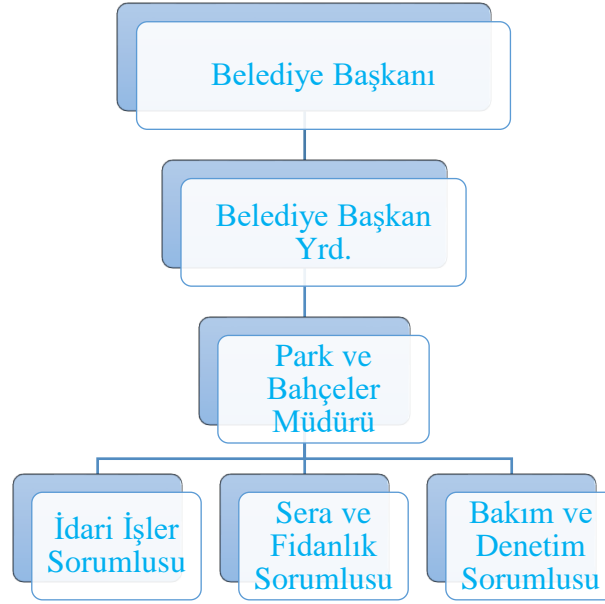 Belediye Başkanı
Belediye Başkan
Yrd.
Park ve
Bahçeler
Müdürü
İdari İşler
Sorumlusu
Sera ve
Fidanlık
Sorumlusu
Bakım ve
Denetim
Sorumlusu